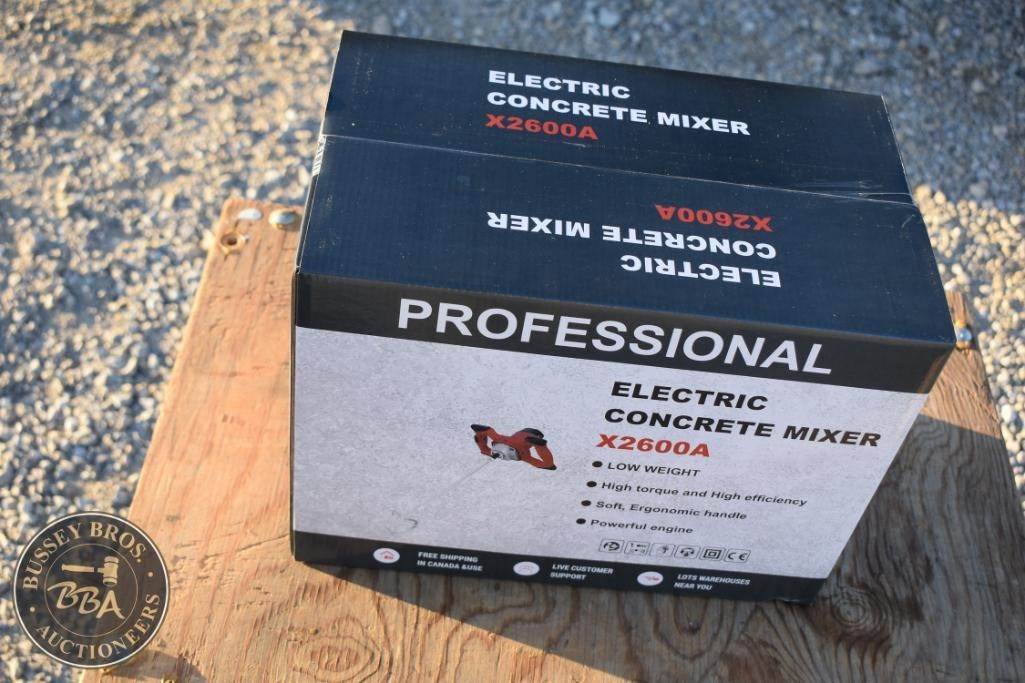 ELECTRIC
CONCRETE MIXER
X2600A
ELECTRIC
CONCRETE MIXER
X2600A
PROFESSIONAL
ELECTRIC
CONCRETE MIXER
X2600A
LOW WEIGHT
High torque and High efficiency
Soft, Ergonomic handle
Powerful engine
CE
FREE SHIPPING
IN CANADA &USE
LIVE CUSTOMER
SUPPORT
LOTS WAREHOUSES
NEAR YOU
BUSSEY BROS.
BBA
AUCTIONEERS